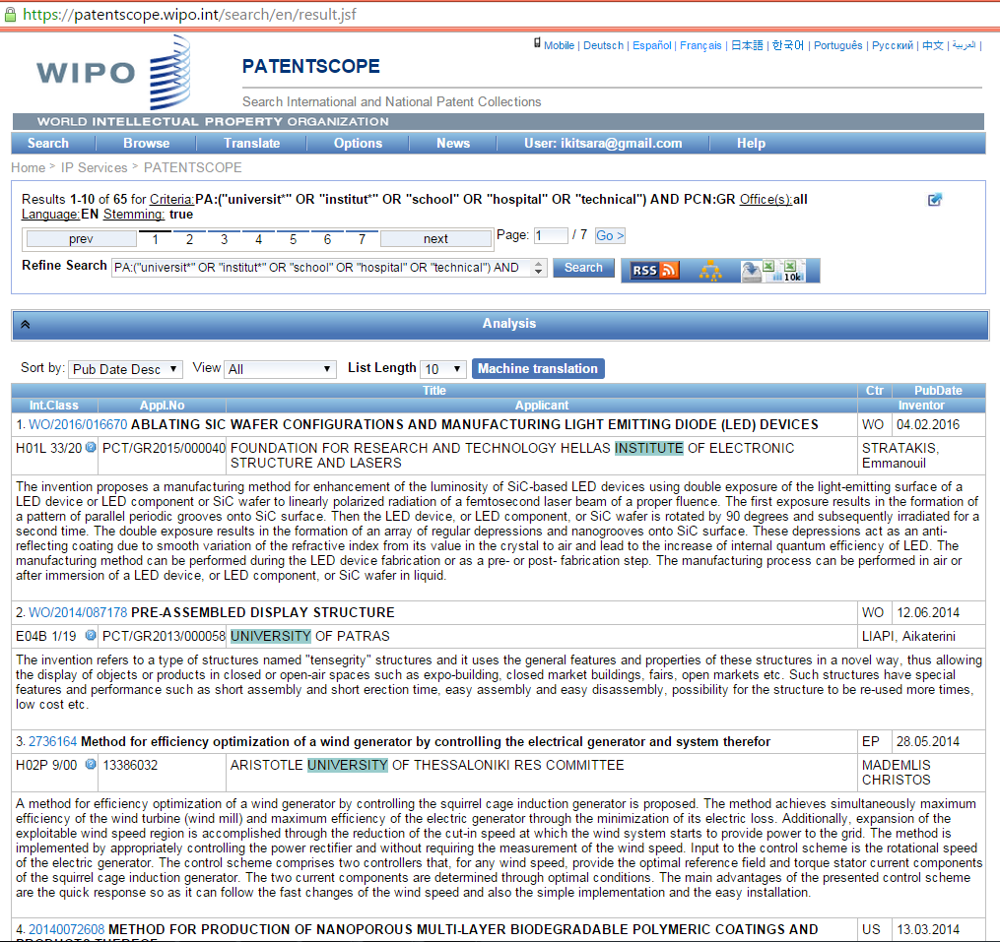 https://patentscope.wipo.int/search/en/result.jsf
Mobile | Deutsch | Español | Français | 日本語 | 한국어 | Português | Русский | 中文 | العربية |
WIPO
PATENTSCOPE
Search International and National Patent Collections
WORLD INTELLECTUAL PROPERTY ORGANIZATION
Search Browse Translate Options News User: ikitsara@gmail.com Help
Home > IP Services > PATENTSCOPE
Results 1-10 of 65 for Criteria:PA:("universit*" OR "institut*" OR "school" OR "hospital" OR "technical") AND PCN:GR Office(s):all
Language:EN Stemming: true
prev 1 2 3 4 5 6 7 next Page: 1 / 7 Go >
Refine Search PA:("universit*" OR "institut*" OR "school" OR "hospital" OR "technical") AND Search RSS 10k
Analysis
Sort by: Pub Date Desc View All List Length 10 Machine translation
Title Ctr PubDate
Int.Class Appl.No Applicant Inventor
1. WO/2016/016670 ABLATING SIC WAFER CONFIGURATIONS AND MANUFACTURING LIGHT EMITTING DIODE (LED) DEVICES WO 04.02.2016
H01L 33/20 PCT/GR2015/000040 FOUNDATION FOR RESEARCH AND TECHNOLOGY HELLAS INSTITUTE OF ELECTRONIC STRATAKIS,
STRUCTURE AND LASERS Emmanouil
The invention proposes a manufacturing method for enhancement of the luminosity of SiC-based LED devices using double exposure of the light-emitting surface of a
LED device or LED component or SiC wafer to linearly polarized radiation of a femtosecond laser beam of a proper fluence. The first exposure results in the formation of
a pattern of parallel periodic grooves onto SiC surface. Then the LED device, or LED component, or SiC wafer is rotated by 90 degrees and subsequently irradiated for a
second time. The double exposure results in the formation of an array of regular depressions and nanogrooves onto SiC surface. These depressions act as an anti-
reflecting coating due to smooth variation of the refractive index from its value in the crystal to air and lead to the increase of internal quantum efficiency of LED. The
manufacturing method can be performed during the LED device fabrication or as a pre- or post- fabrication step. The manufacturing process can be performed in air or
after immersion of a LED device, or LED component, or SiC wafer in liquid.
2. WO/2014/087178 PRE-ASSEMBLED DISPLAY STRUCTURE WO 12.06.2014
E04B 1/19 PCT/GR2013/000058 UNIVERSITY OF PATRAS LIAPI, Aikaterini
The invention refers to a type of structures named "tensegrity" structures and it uses the general features and properties of these structures in a novel way, thus allowing
the display of objects or products in closed or open-air spaces such as expo-building, closed market buildings, fairs, open markets etc. Such structures have special
features and performance such as short assembly and short erection time, easy assembly and easy disassembly, possibility for the structure to be re-used more times,
low cost etc.
3. 2736164 Method for efficiency optimization of a wind generator by controlling the electrical generator and system therefor EP 28.05.2014
H02P 9/00 13386032 ARISTOTLE UNIVERSITY OF THESSALONIKI RES COMMITTEE MADEMLIS
CHRISTOS
A method for efficiency optimization of a wind generator by controlling the squirrel cage induction generator is proposed. The method achieves simultaneously maximum
efficiency of the wind turbine (wind mill) and maximum efficiency of the electric generator through the minimization of its electric loss. Additionally, expansion of the
exploitable wind speed region is accomplished through the reduction of the cut-in speed at which the wind system starts to provide power to the grid. The method is
implemented by appropriately controlling the power rectifier and without requiring the measurement of the wind speed. Input to the control scheme is the rotational speed
of the electric generator. The control scheme comprises two controllers that, for any wind speed, provide the optimal reference field and torque stator current components
of the squirrel cage induction generator. The two current components are determined through optimal conditions. The main advantages of the presented control scheme
are the quick response so as it can follow the fast changes of the wind speed and also the simple implementation and the easy installation.
4. 20140072608 METHOD FOR PRODUCTION OF NANOPOROUS MULTI-LAYER BIODEGRADABLE POLYMERIC COATINGS AND US 13.03.2014